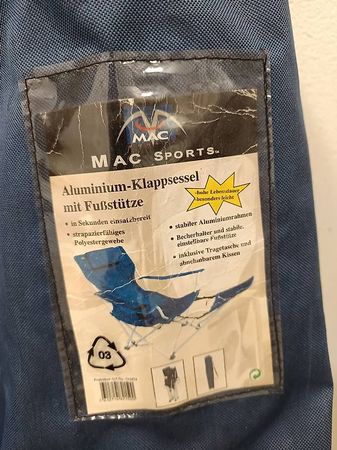 MAC
MAC SPORTS™
Aluminium-Klappsessel
mit Fußstütze
• in Sekunden einsatzbereit
• strapazierfähiges
Polyestergewebe
-hohe Lebensdauer
-besonders leicht
• stabiler Aluminiumrahmen
• Becherhalter und stabile,
einstellbare Fußstütze
• inklusive Tragetasche und
abnehmbarem Kissen
03